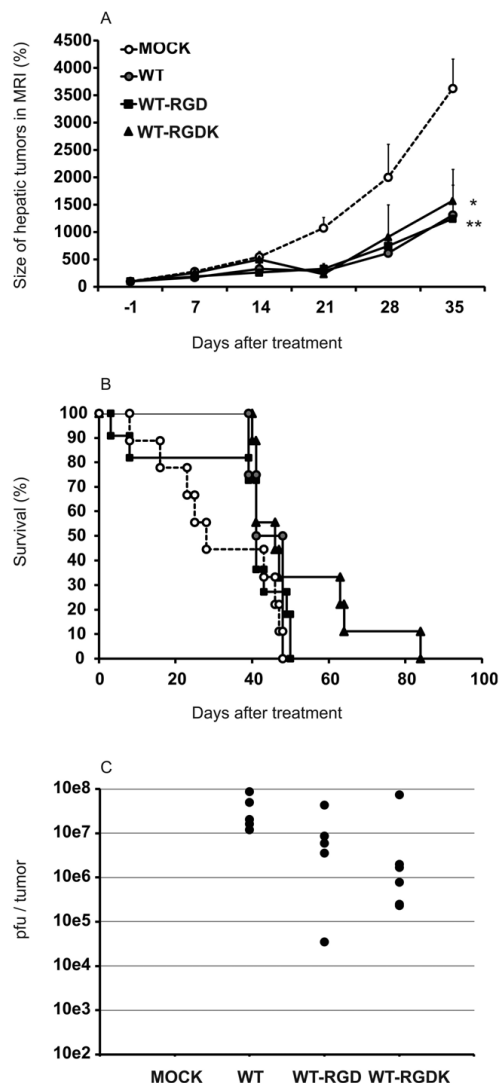 A
Size of hepatic tumors in MRI (%)
4500
4000
3500
3000
2500
2000
1500
1000
500
0
MOCK
WT
WT-RGD
WT-RGDK
*
**
-1 7 14 21 28 35
Days after treatment
B
Survival (%)
100
90
80
70
60
50
40
30
20
10
0
0 20 40 60 80 100
Days after treatment
C
pfu / tumor
10e8
10e7
10e6
10e5
10e4
10e3
10e2
MOCK WT WT-RGD WT-RGDK